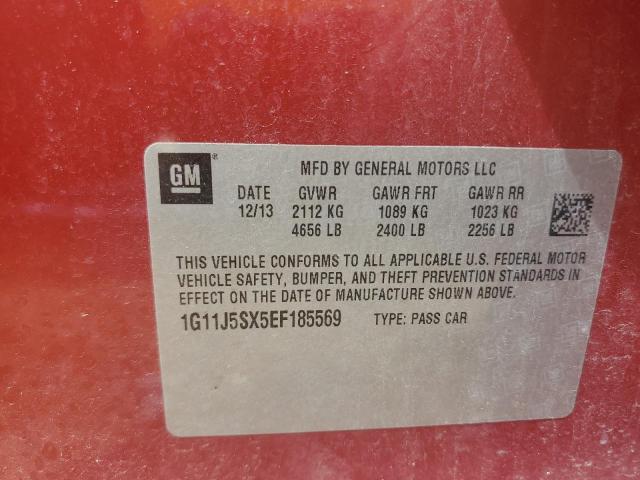 GM ® MFD BY GENERAL MOTORS LLC
DATE GVWR GAWR FRT GAWR RR
12/13 2112 KG 1089 KG 1023 KG
4656 LB 2400 LB 2256 LB
THIS VEHICLE CONFORMS TO ALL APPLICABLE U.S. FEDERAL MOTOR
VEHICLE SAFETY, BUMPER, AND THEFT PREVENTION STANDARDS IN
EFFECT ON THE DATE OF MANUFACTURE SHOWN ABOVE.
1G11J5SX5EF185569 TYPE: PASS CAR